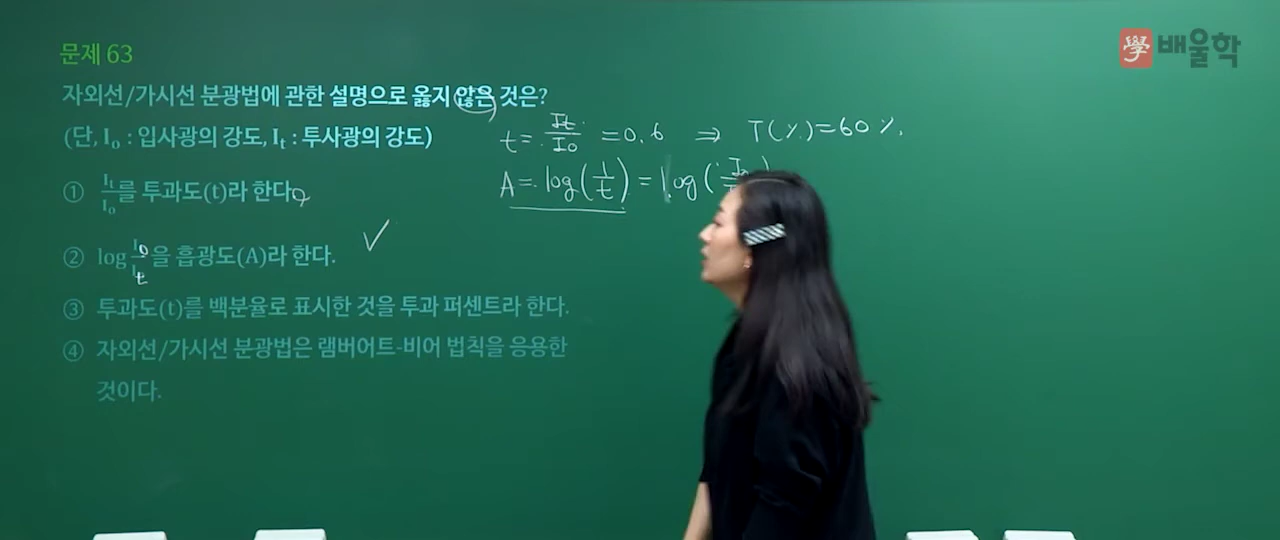 문제 63
學 배울학
자외선/가시선 분광법에 관한 설명으로 옳지 않은 것은?
(단, I₀ : 입사광의 강도, Iₜ : 투사광의 강도)
① Iₜ/I₀를 투과도(t)라 한다.
② log I₀/Iₜ을 흡광도(A)라 한다.
③ 투과도(t)를 백분율로 표시한 것을 투과 퍼센트라 한다.
④ 자외선/가시선 분광법은 램버어트-비어 법칙을 응용한
것이다.
t = It/I₀ = 0.6 ⇒ T(%) = 60%
A = log(1/t) = log(